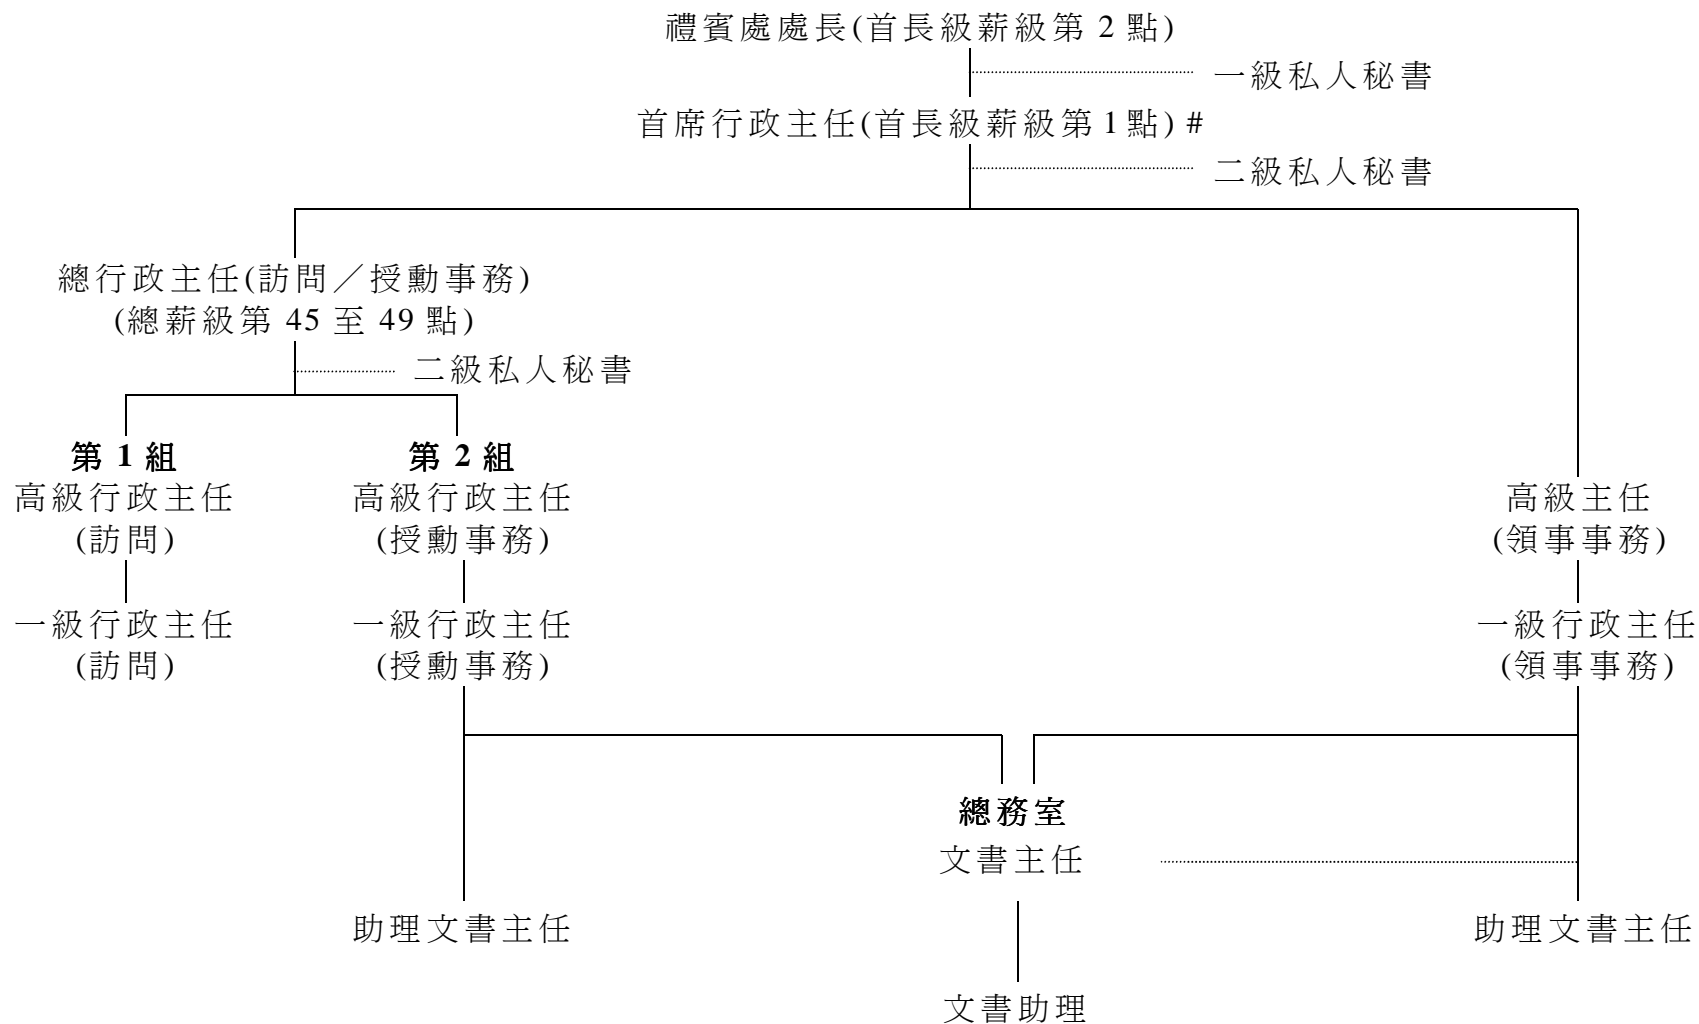 禮賓處處長(首長級薪級第 2 點)
一級私人秘書
首席行政主任(首長級薪級第 1 點) #
二級私人秘書
總行政主任(訪問／授勳事務)
(總薪級第 45 至 49 點)
二級私人秘書
第 1 組
高級行政主任
(訪問)
一級行政主任
(訪問)
第 2 組
高級行政主任
(授勳事務)
一級行政主任
(授勳事務)
高級主任
(領事事務)
一級行政主任
(領事事務)
總務室
文書主任
助理文書主任
助理文書主任
文書助理